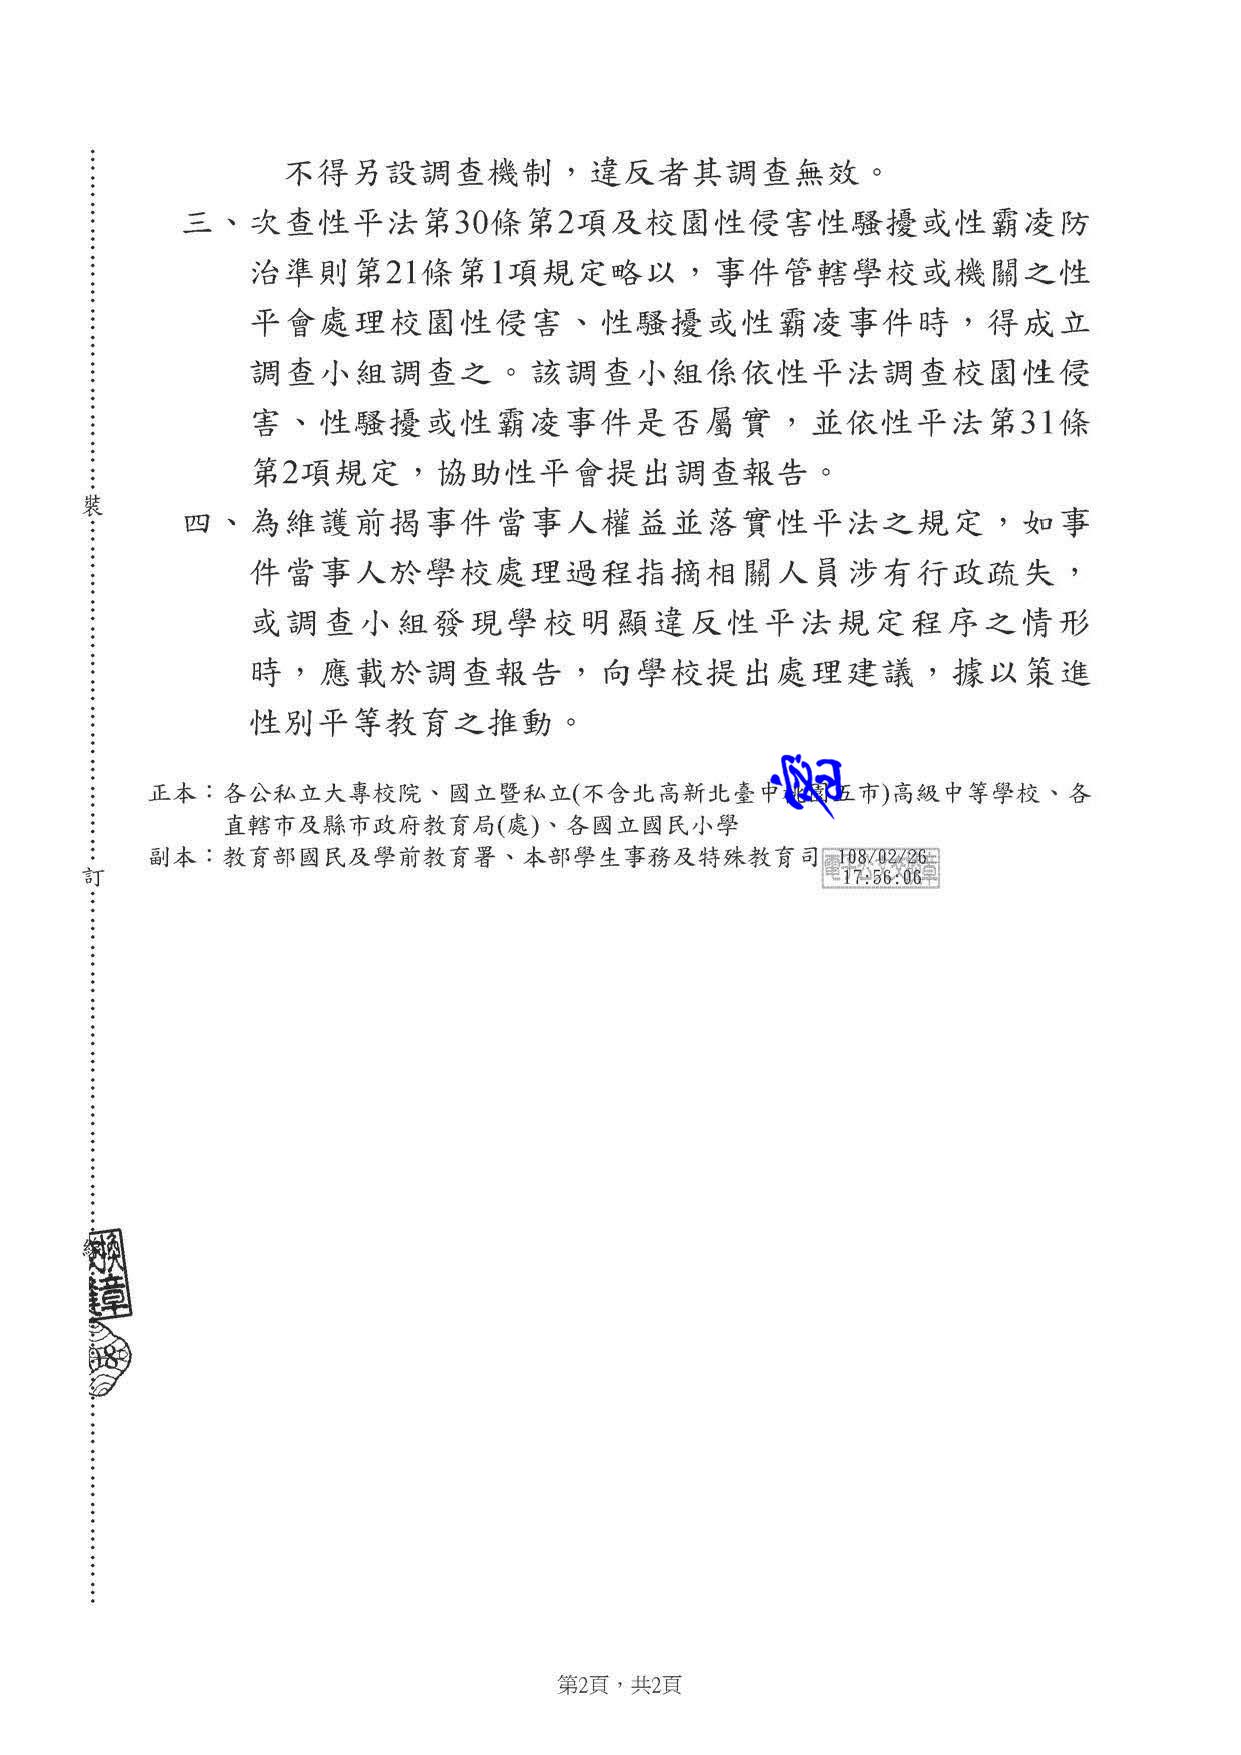 不得另設調查機制，違反者其調查無效。
三、次查性平法第30條第2項及校園性侵害性騷擾或性霸凌防
治準則第21條第1項規定略以，事件管轄學校或機關之性
平會處理校園性侵害、性騷擾或性霸凌事件時，得成立
調查小組調查之。該調查小組係依性平法調查校園性侵
害、性騷擾或性霸凌事件是否屬實，並依性平法第31條
第2項規定，協助性平會提出調查報告。
四、為維護前揭事件當事人權益並落實性平法之規定，如事
件當事人於學校處理過程指摘相關人員涉有行政疏失，
或調查小組發現學校明顯違反性平法規定程序之情形
時，應載於調查報告，向學校提出處理建議，據以策進
性別平等教育之推動。
正本：各公私立大專校院、國立暨私立(不含北高新北臺中桃園五市)高級中等學校、各
直轄市及縣市政府教育局(處)、各國立國民小學
副本：教育部國民及學前教育署、本部學生事務及特殊教育司
108/02/26
17:56:06
裝
訂
第2頁，共2頁